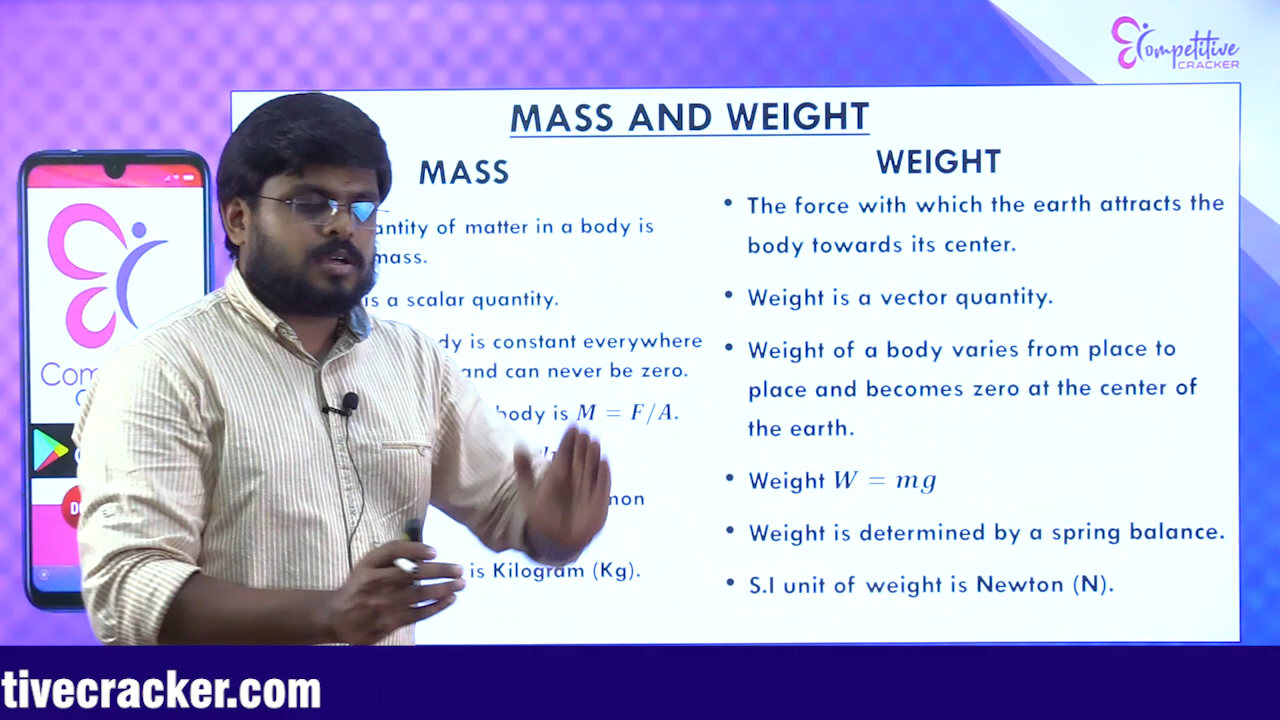 Competitive
CRACKER
MASS AND WEIGHT
MASS
antity of matter in a body is
mass.
is a scalar quantity.
dy is constant everywhere
and can never be zero.
body is M = F/A.
mon
is Kilogram (Kg).
WEIGHT
• The force with which the earth attracts the
body towards its center.
• Weight is a vector quantity.
• Weight of a body varies from place to
place and becomes zero at the center of
the earth.
• Weight W = mg
• Weight is determined by a spring balance.
• S.I unit of weight is Newton (N).
Com
tivecracker.com